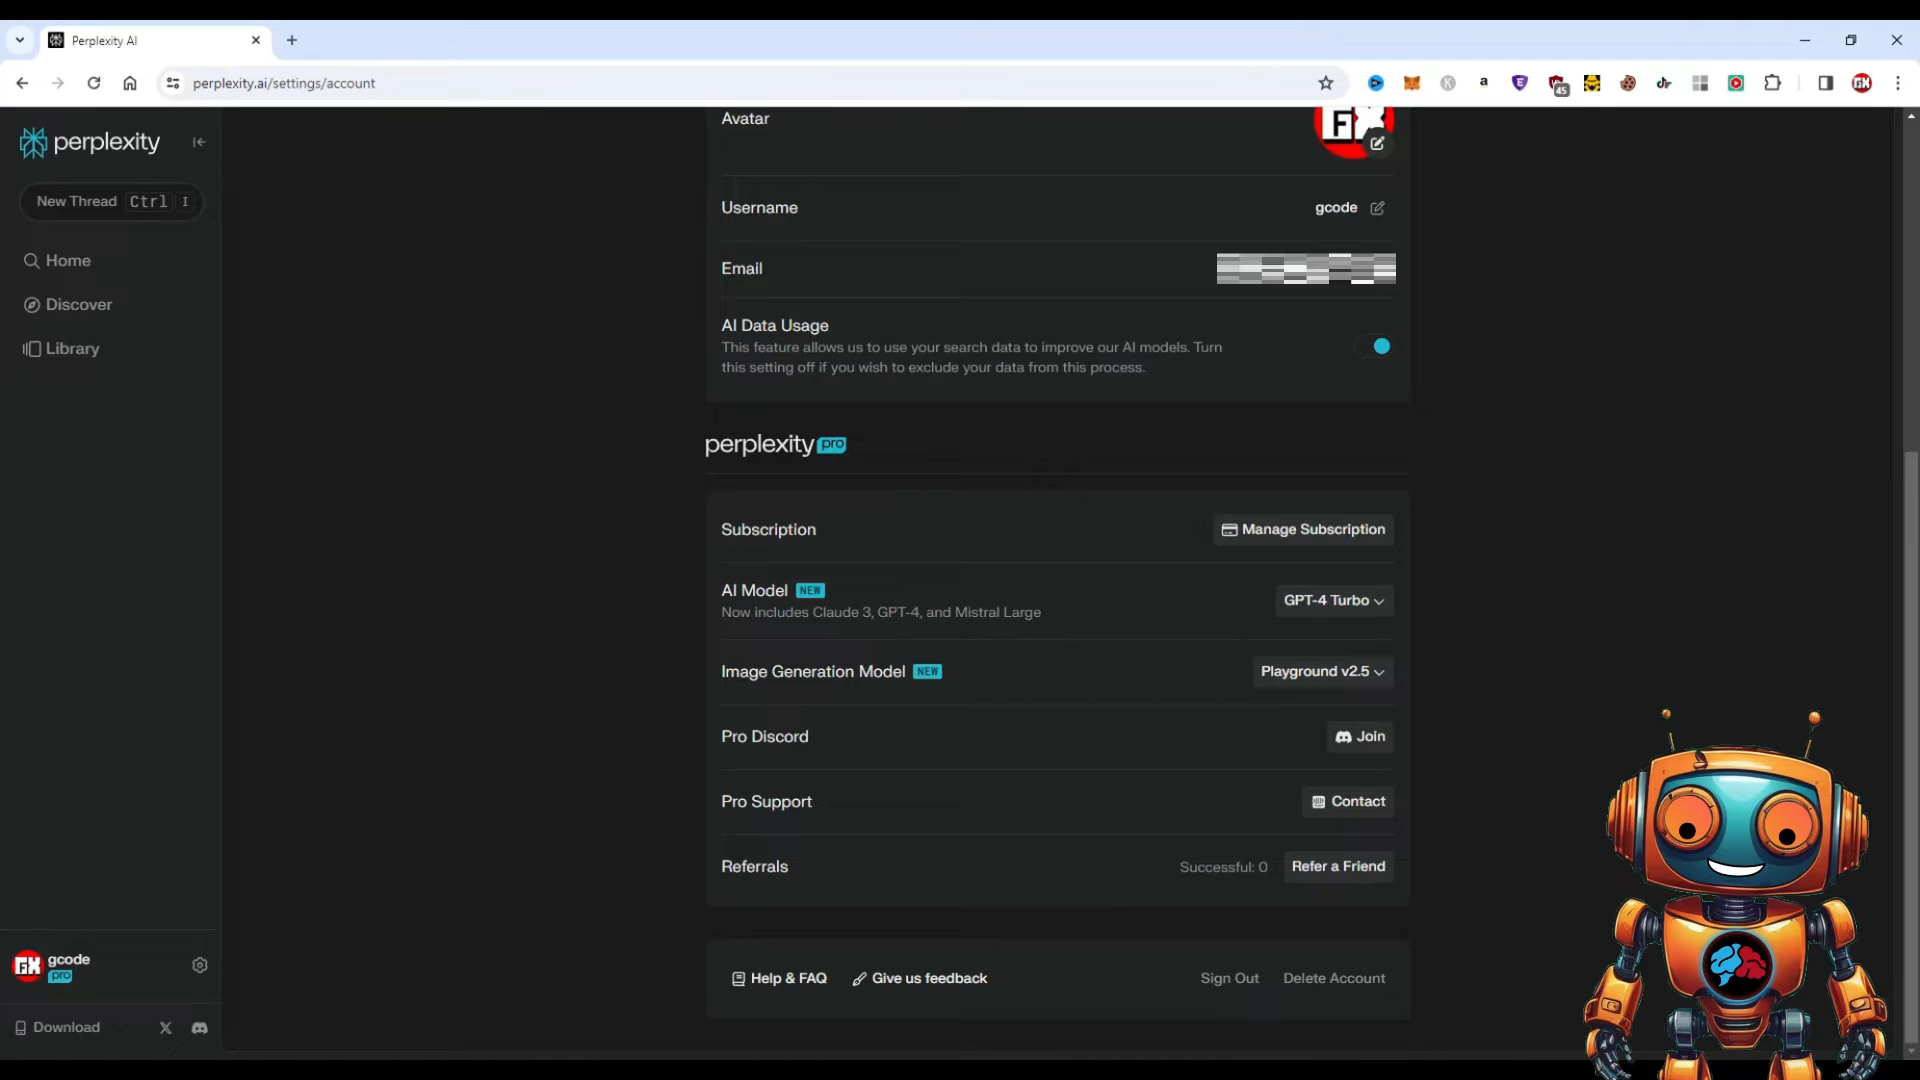 Perplexity AI
perplexity.ai/settings/account
45
perplexity
New Thread Ctrl I
Home
Discover
Library
Avatar
FX
Username
gcode
Email
AI Data Usage
This feature allows us to use your search data to improve our AI models. Turn
this setting off if you wish to exclude your data from this process.
perplexity pro
Subscription
Manage Subscription
AI Model NEW
Now includes Claude 3, GPT-4, and Mistral Large
GPT-4 Turbo
Image Generation Model NEW
Playground v2.5
Pro Discord
Join
Pro Support
Contact
Referrals
Successful: 0
Refer a Friend
Help & FAQ
Give us feedback
Sign Out
Delete Account
FX
gcode
pro
Download